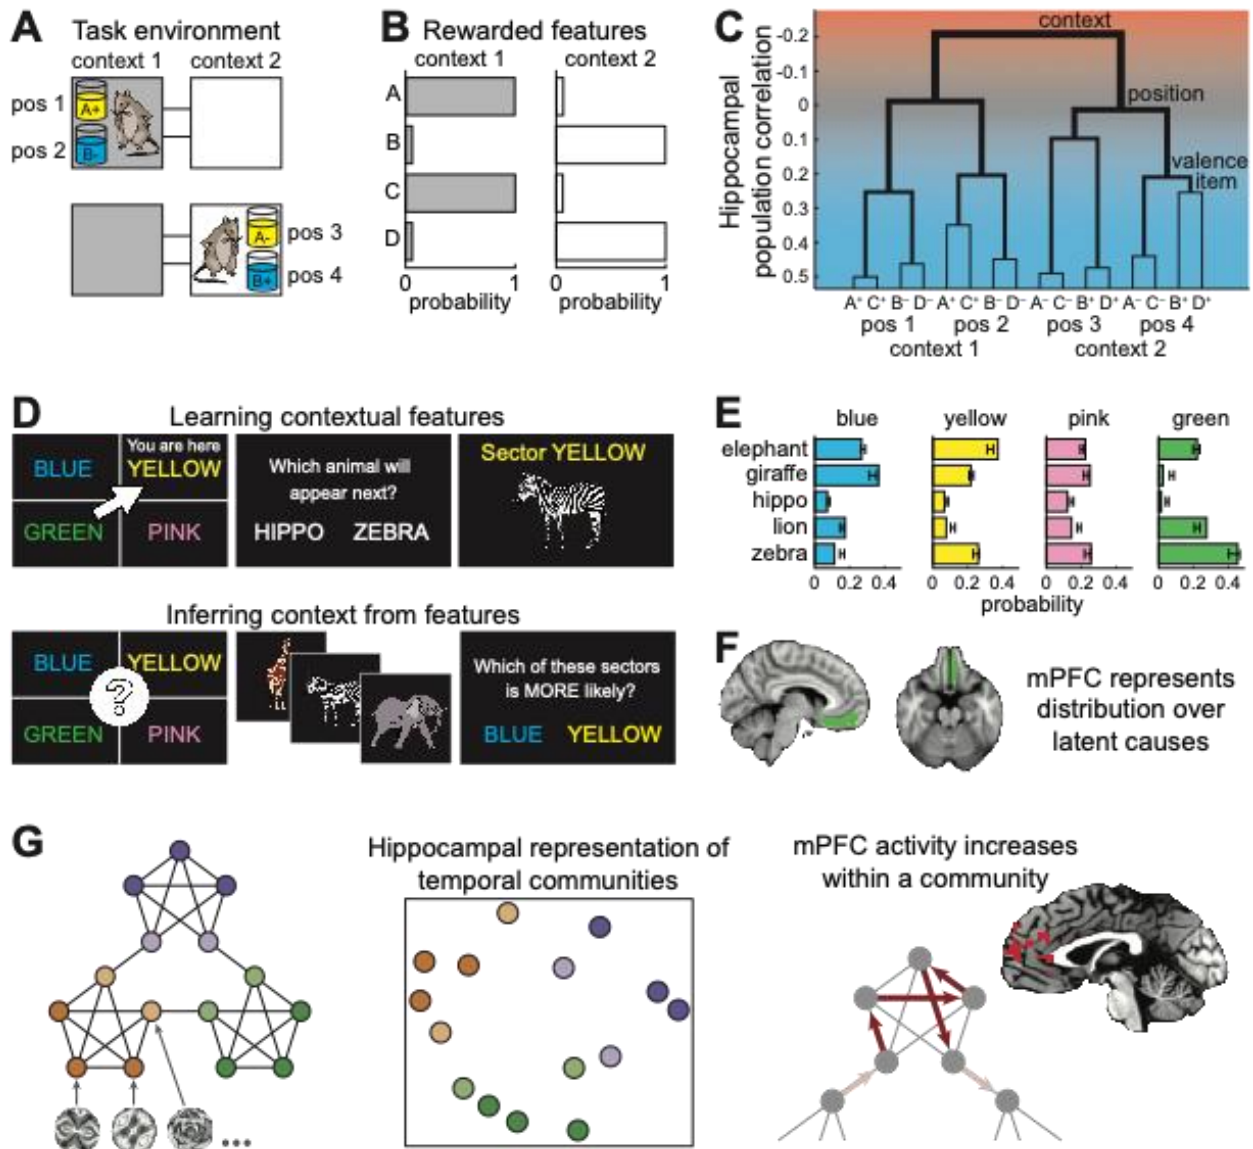 A Task environment
context 1 context 2
pos 1
pos 2
A+
B-
A-
B+
pos 3
pos 4
B Rewarded features
context 1 context 2
A
B
C
D
0 1 0 1
probability probability
C
Hippocampal
population correlation
-0.2
-0.1
0
0.1
0.2
0.3
0.4
0.5
context
position
valence
item
A+ C+ B− D− A+ C+ B− D− A− C− B+ D+ A− C− B+ D+
pos 1 pos 2 pos 3 pos 4
context 1 context 2
D
Learning contextual features
BLUE
You are here
YELLOW
GREEN PINK
Which animal will
appear next?
HIPPO ZEBRA
Sector YELLOW
Inferring context from features
BLUE YELLOW
?
GREEN PINK
Which of these sectors
is MORE likely?
BLUE YELLOW
E
blue yellow pink green
elephant
giraffe
hippo
lion
zebra
0 0.2 0.4 0 0.2 0.4 0 0.2 0.4 0 0.2 0.4
probability
F
mPFC represents
distribution over
latent causes
G
Hippocampal representation of
temporal communities
mPFC activity increases
within a community
...